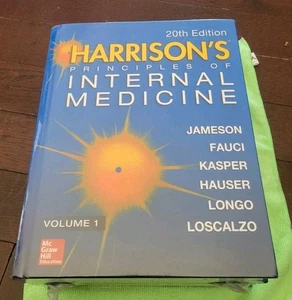 20th Edition
HARRISON'S
PRINCIPLES OF
INTERNAL
MEDICINE
JAMESON
FAUCI
KASPER
HAUSER
LONGO
LOSCALZO
VOLUME 1
Mc
Graw
Hill
Education